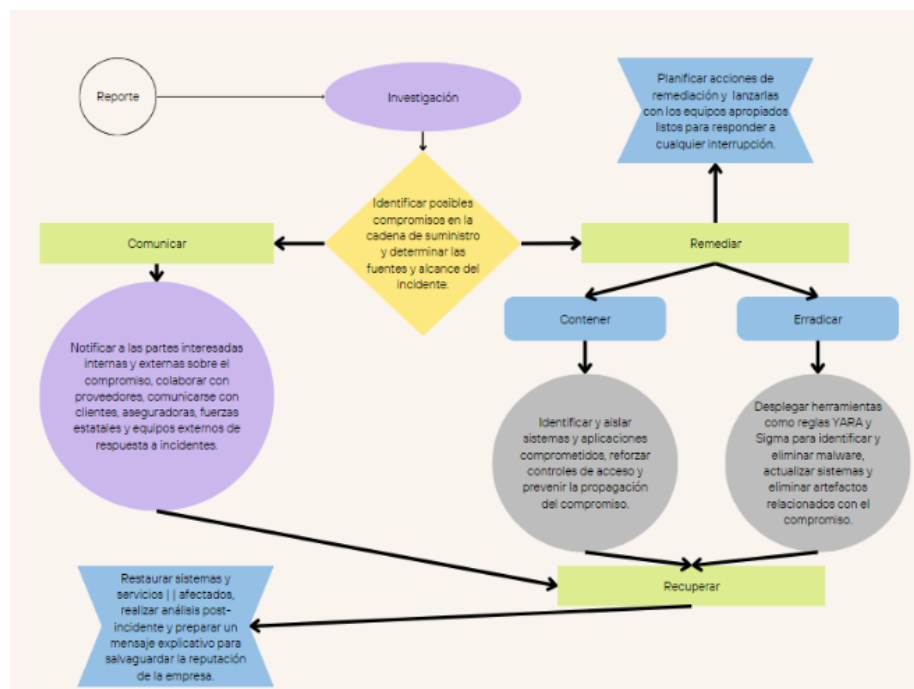 Reporte
Investigación
Planificar acciones de
remediación y lanzarlas
con los equipos apropiados
listos para responder a
cualquier interrupción.
Identificar posibles
compromisos en la
cadena de suministro
y determinar las
fuentes y alcance del
incidente.
Comunicar
Remediar
Contener
Erradicar
Notificar a las partes interesadas
internas y externas sobre el
compromiso, colaborar con
proveedores, comunicarse con
clientes, aseguradoras, fuerzas
estatales y equipos externos de
respuesta a incidentes.
Identificar y aislar
sistemas y aplicaciones
comprometidos, reforzar
controles de acceso y
prevenir la propagación
del compromiso.
Desplegar herramientas
como reglas YARA y
Sigma para identificar y
eliminar malware,
actualizar sistemas y
eliminar artefactos
relacionados con el
compromiso.
Recuperar
Restaurar sistemas y
servicios | | afectados,
realizar análisis post-
incidente y preparar un
mensaje explicativo para
salvaguardar la reputación
de la empresa.